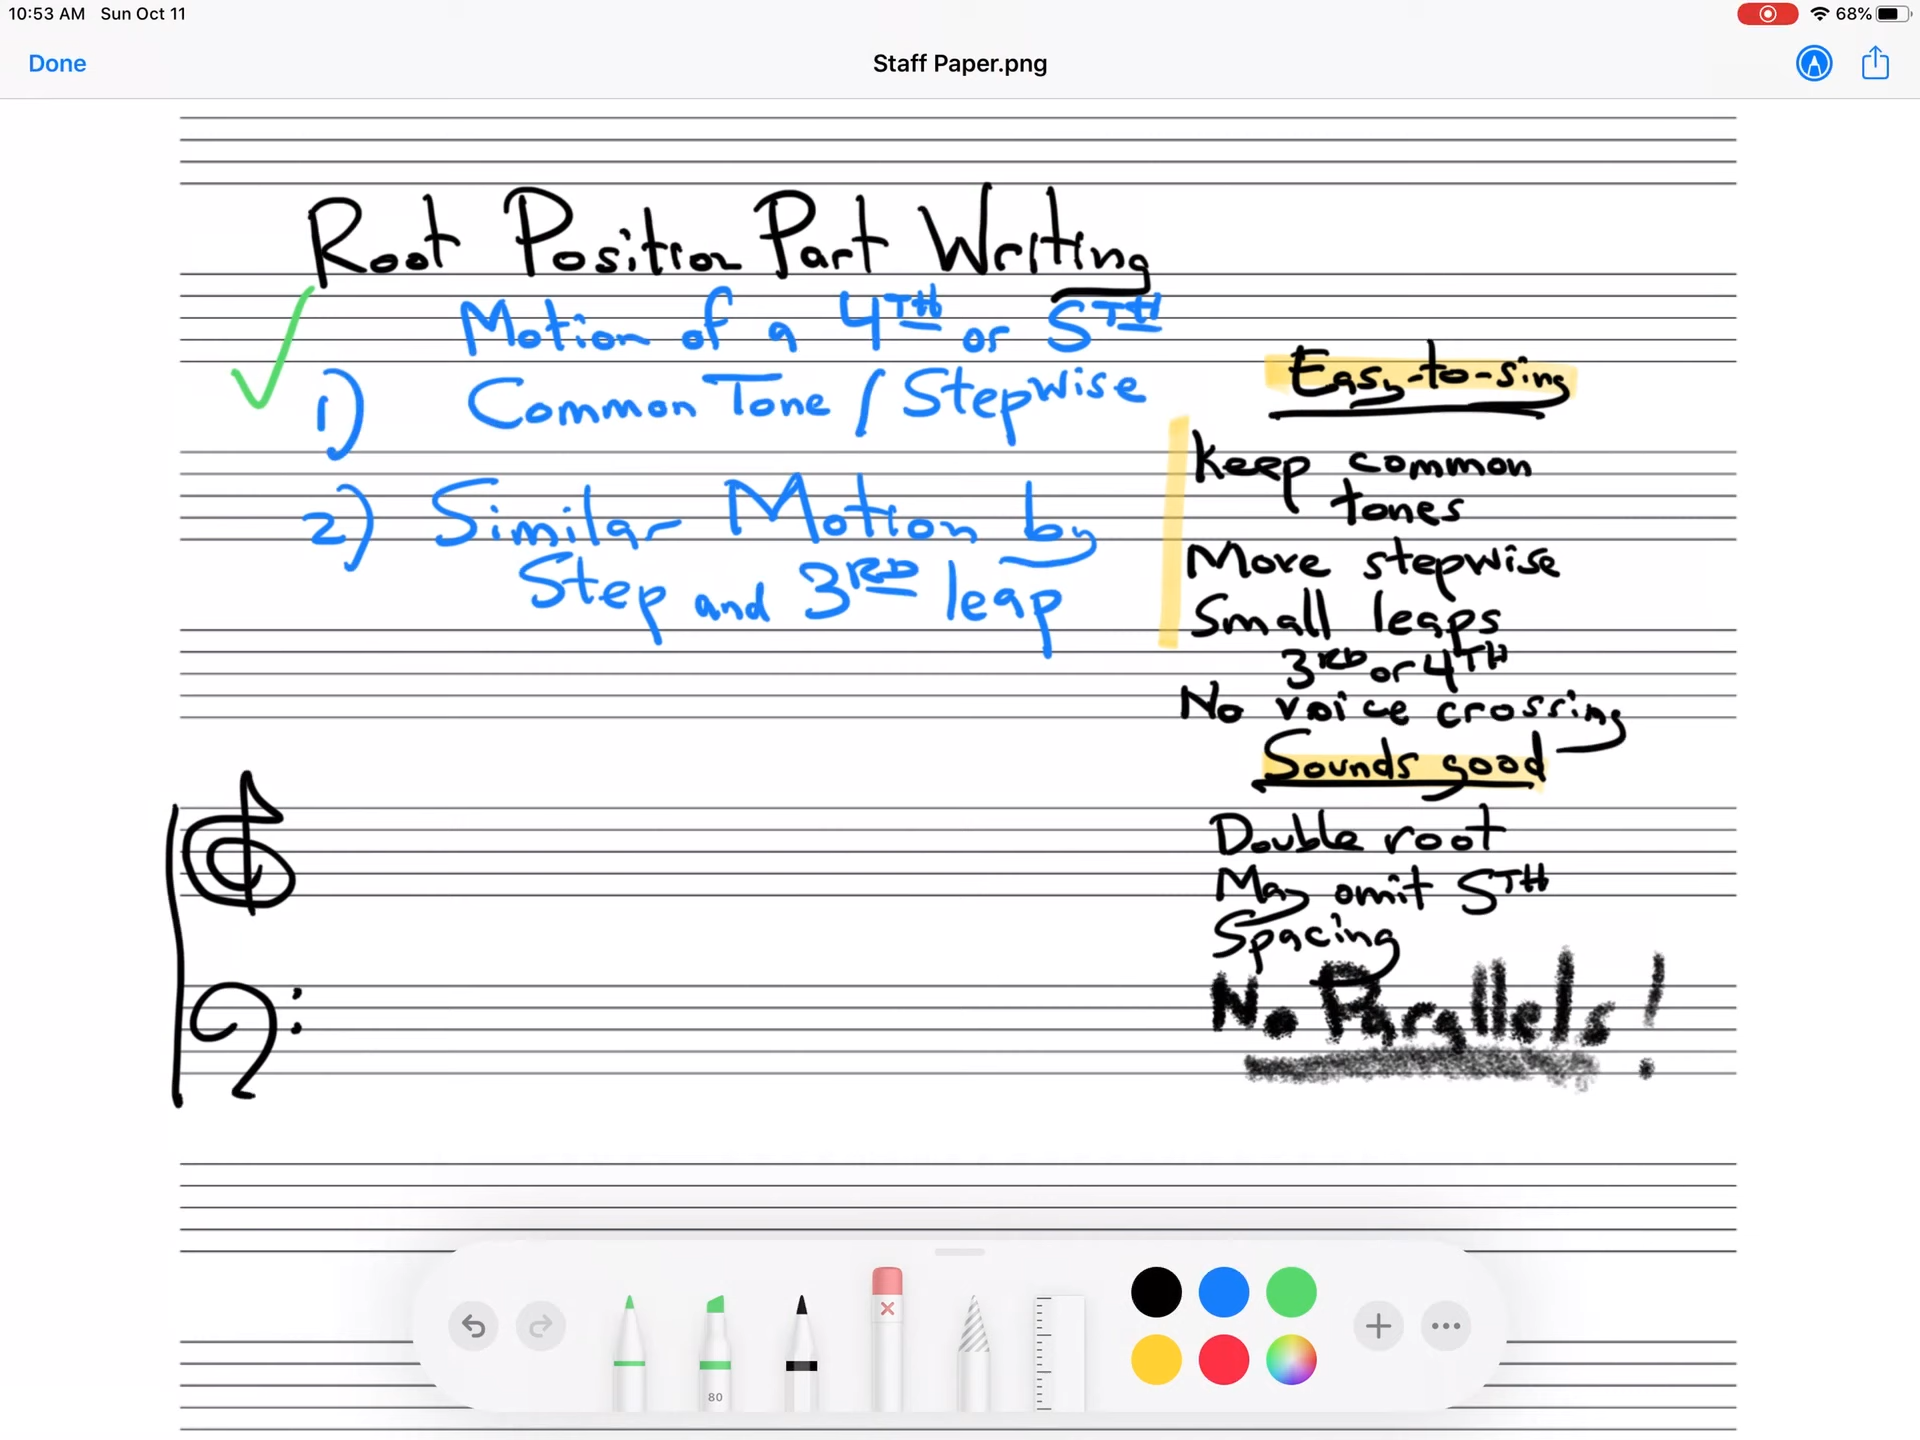 10:53 AM Sun Oct 11
68%
Done
Staff Paper.png
Root Position Part Writing
Motion of a 4TH or 5TH
1) Common Tone / Stepwise
2) Similar Motion by
Step and 3RD leap
Easy-to-sing
Keep common
tones
Move stepwise
Small leaps
3RD or 4TH
No voice crossing
Sounds good
Double root
May omit 5TH
Spacing
No Parallels!
80